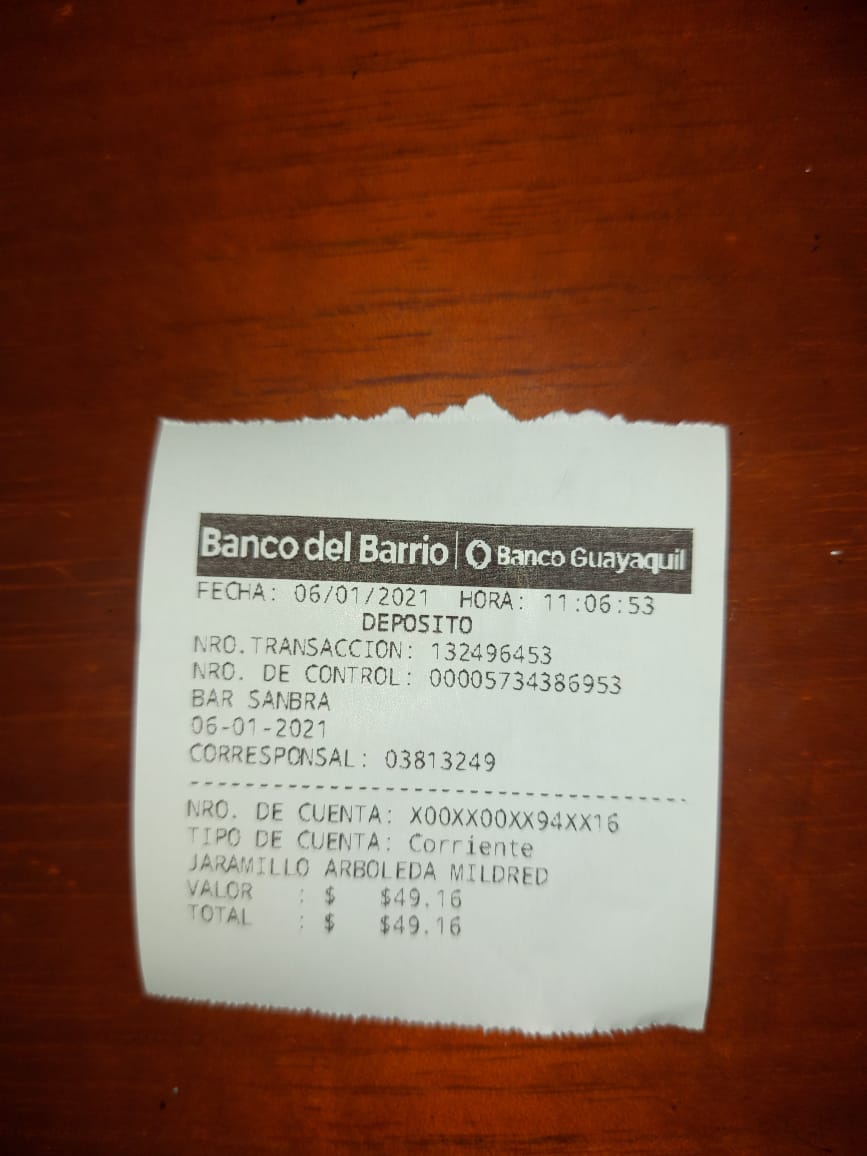 Banco del Barrio | Banco Guayaquil
FECHA: 06/01/2021 HORA: 11:06:53
DEPOSITO
NRO.TRANSACCION: 132496453
NRO. DE CONTROL: 00005734386953
BAR SANBRA
06-01-2021
CORRESPONSAL: 03813249
----------------------------------------
NRO. DE CUENTA: X00XX00XX94XX16
TIPO DE CUENTA: Corriente
JARAMILLO ARBOLEDA MILDRED
VALOR : $ $49.16
TOTAL : $ $49.16